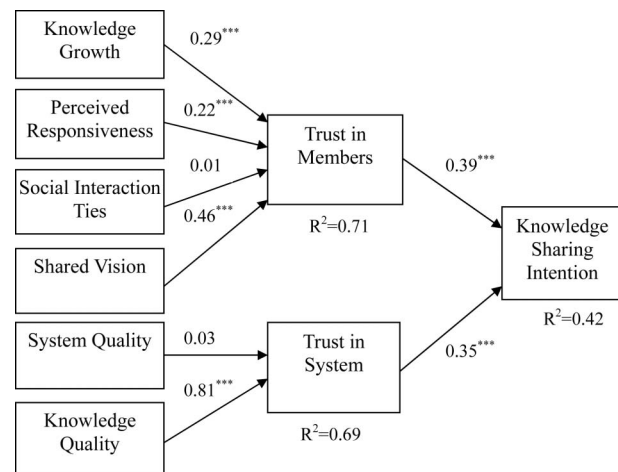 Knowledge
Growth
0.29***
Perceived
Responsiveness
0.22***
Social Interaction
Ties
0.01
0.46***
Shared Vision
Trust in
Members
R²=0.71
0.39***
Knowledge
Sharing
Intention
R²=0.42
System Quality
0.03
Knowledge
Quality
0.81***
Trust in
System
R²=0.69
0.35***